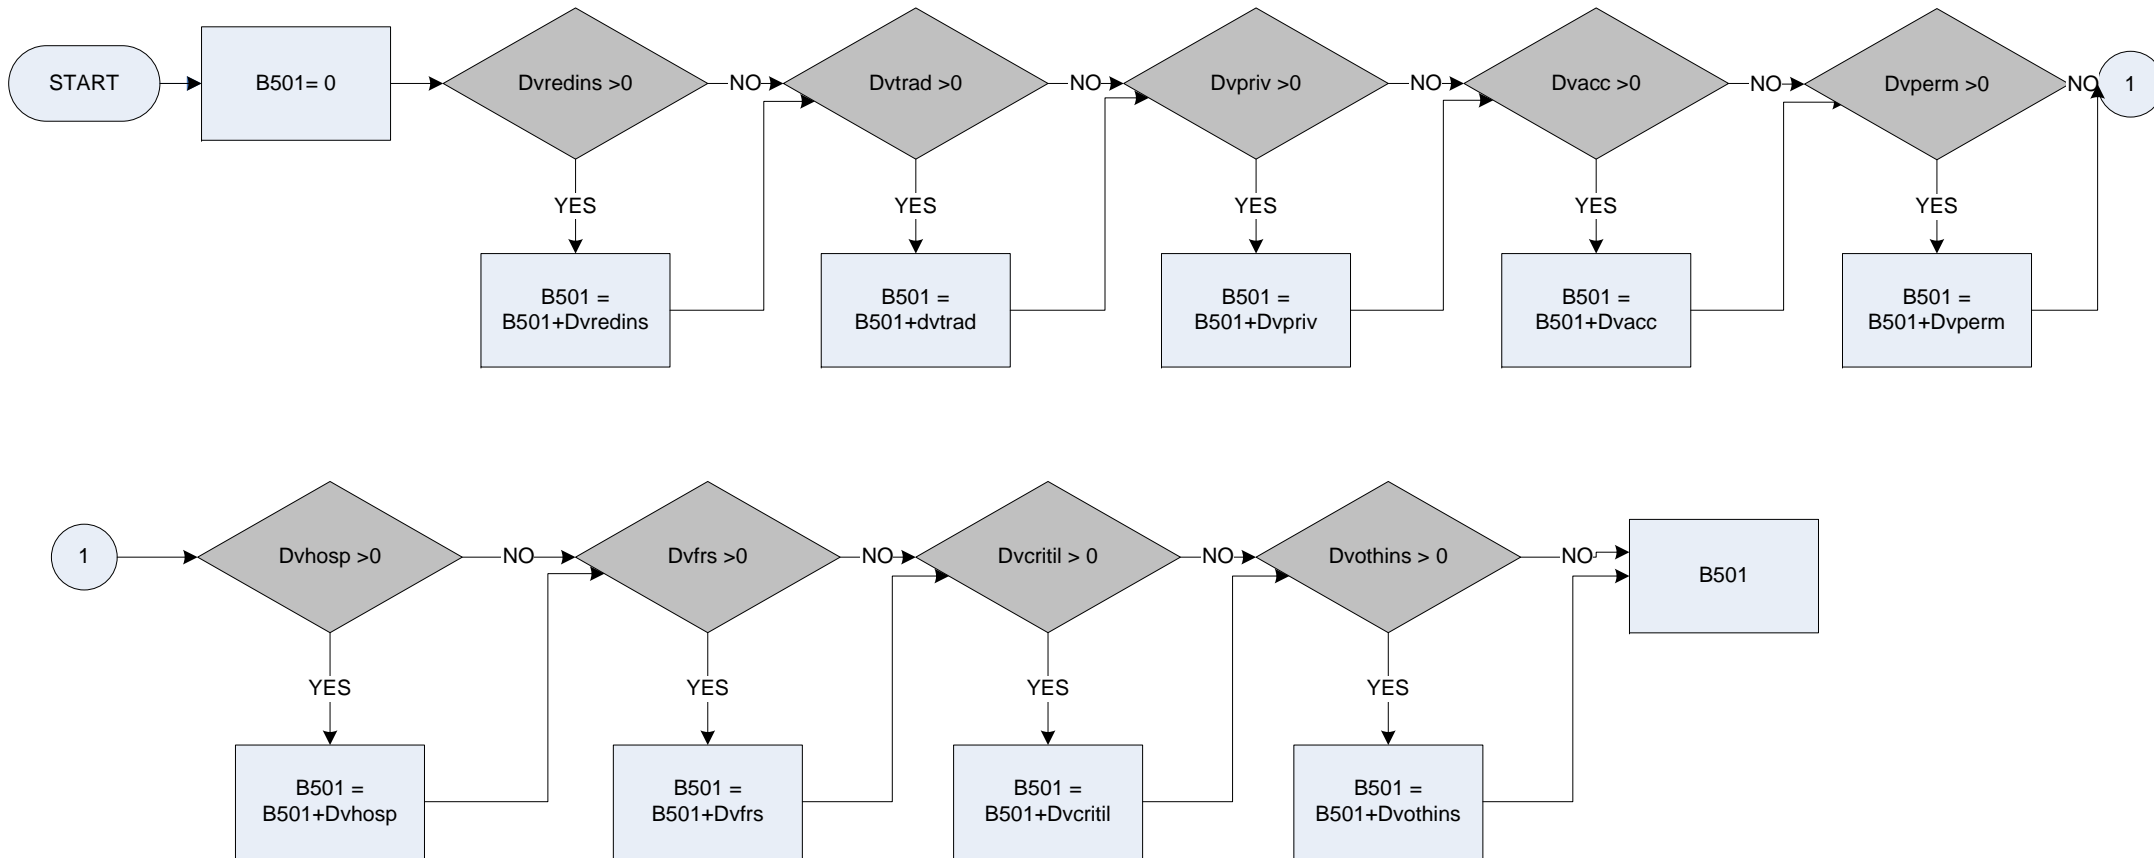 START
B501= 0
Dvredins >0
NO
Dvtrad >0
NO
Dvpriv >0
NO
Dvacc >0
NO
Dvperm >0
NO
1
YES
YES
YES
YES
YES
B501 =
B501+Dvredins
B501 =
B501+dvtrad
B501 =
B501+Dvpriv
B501 =
B501+Dvacc
B501 =
B501+Dvperm
1
Dvhosp >0
NO
Dvfrs >0
NO
Dvcritil > 0
NO
Dvothins > 0
NO
B501
YES
YES
YES
YES
B501 =
B501+Dvhosp
B501 =
B501+Dvfrs
B501 =
B501+Dvcritil
B501 =
B501+Dvothins